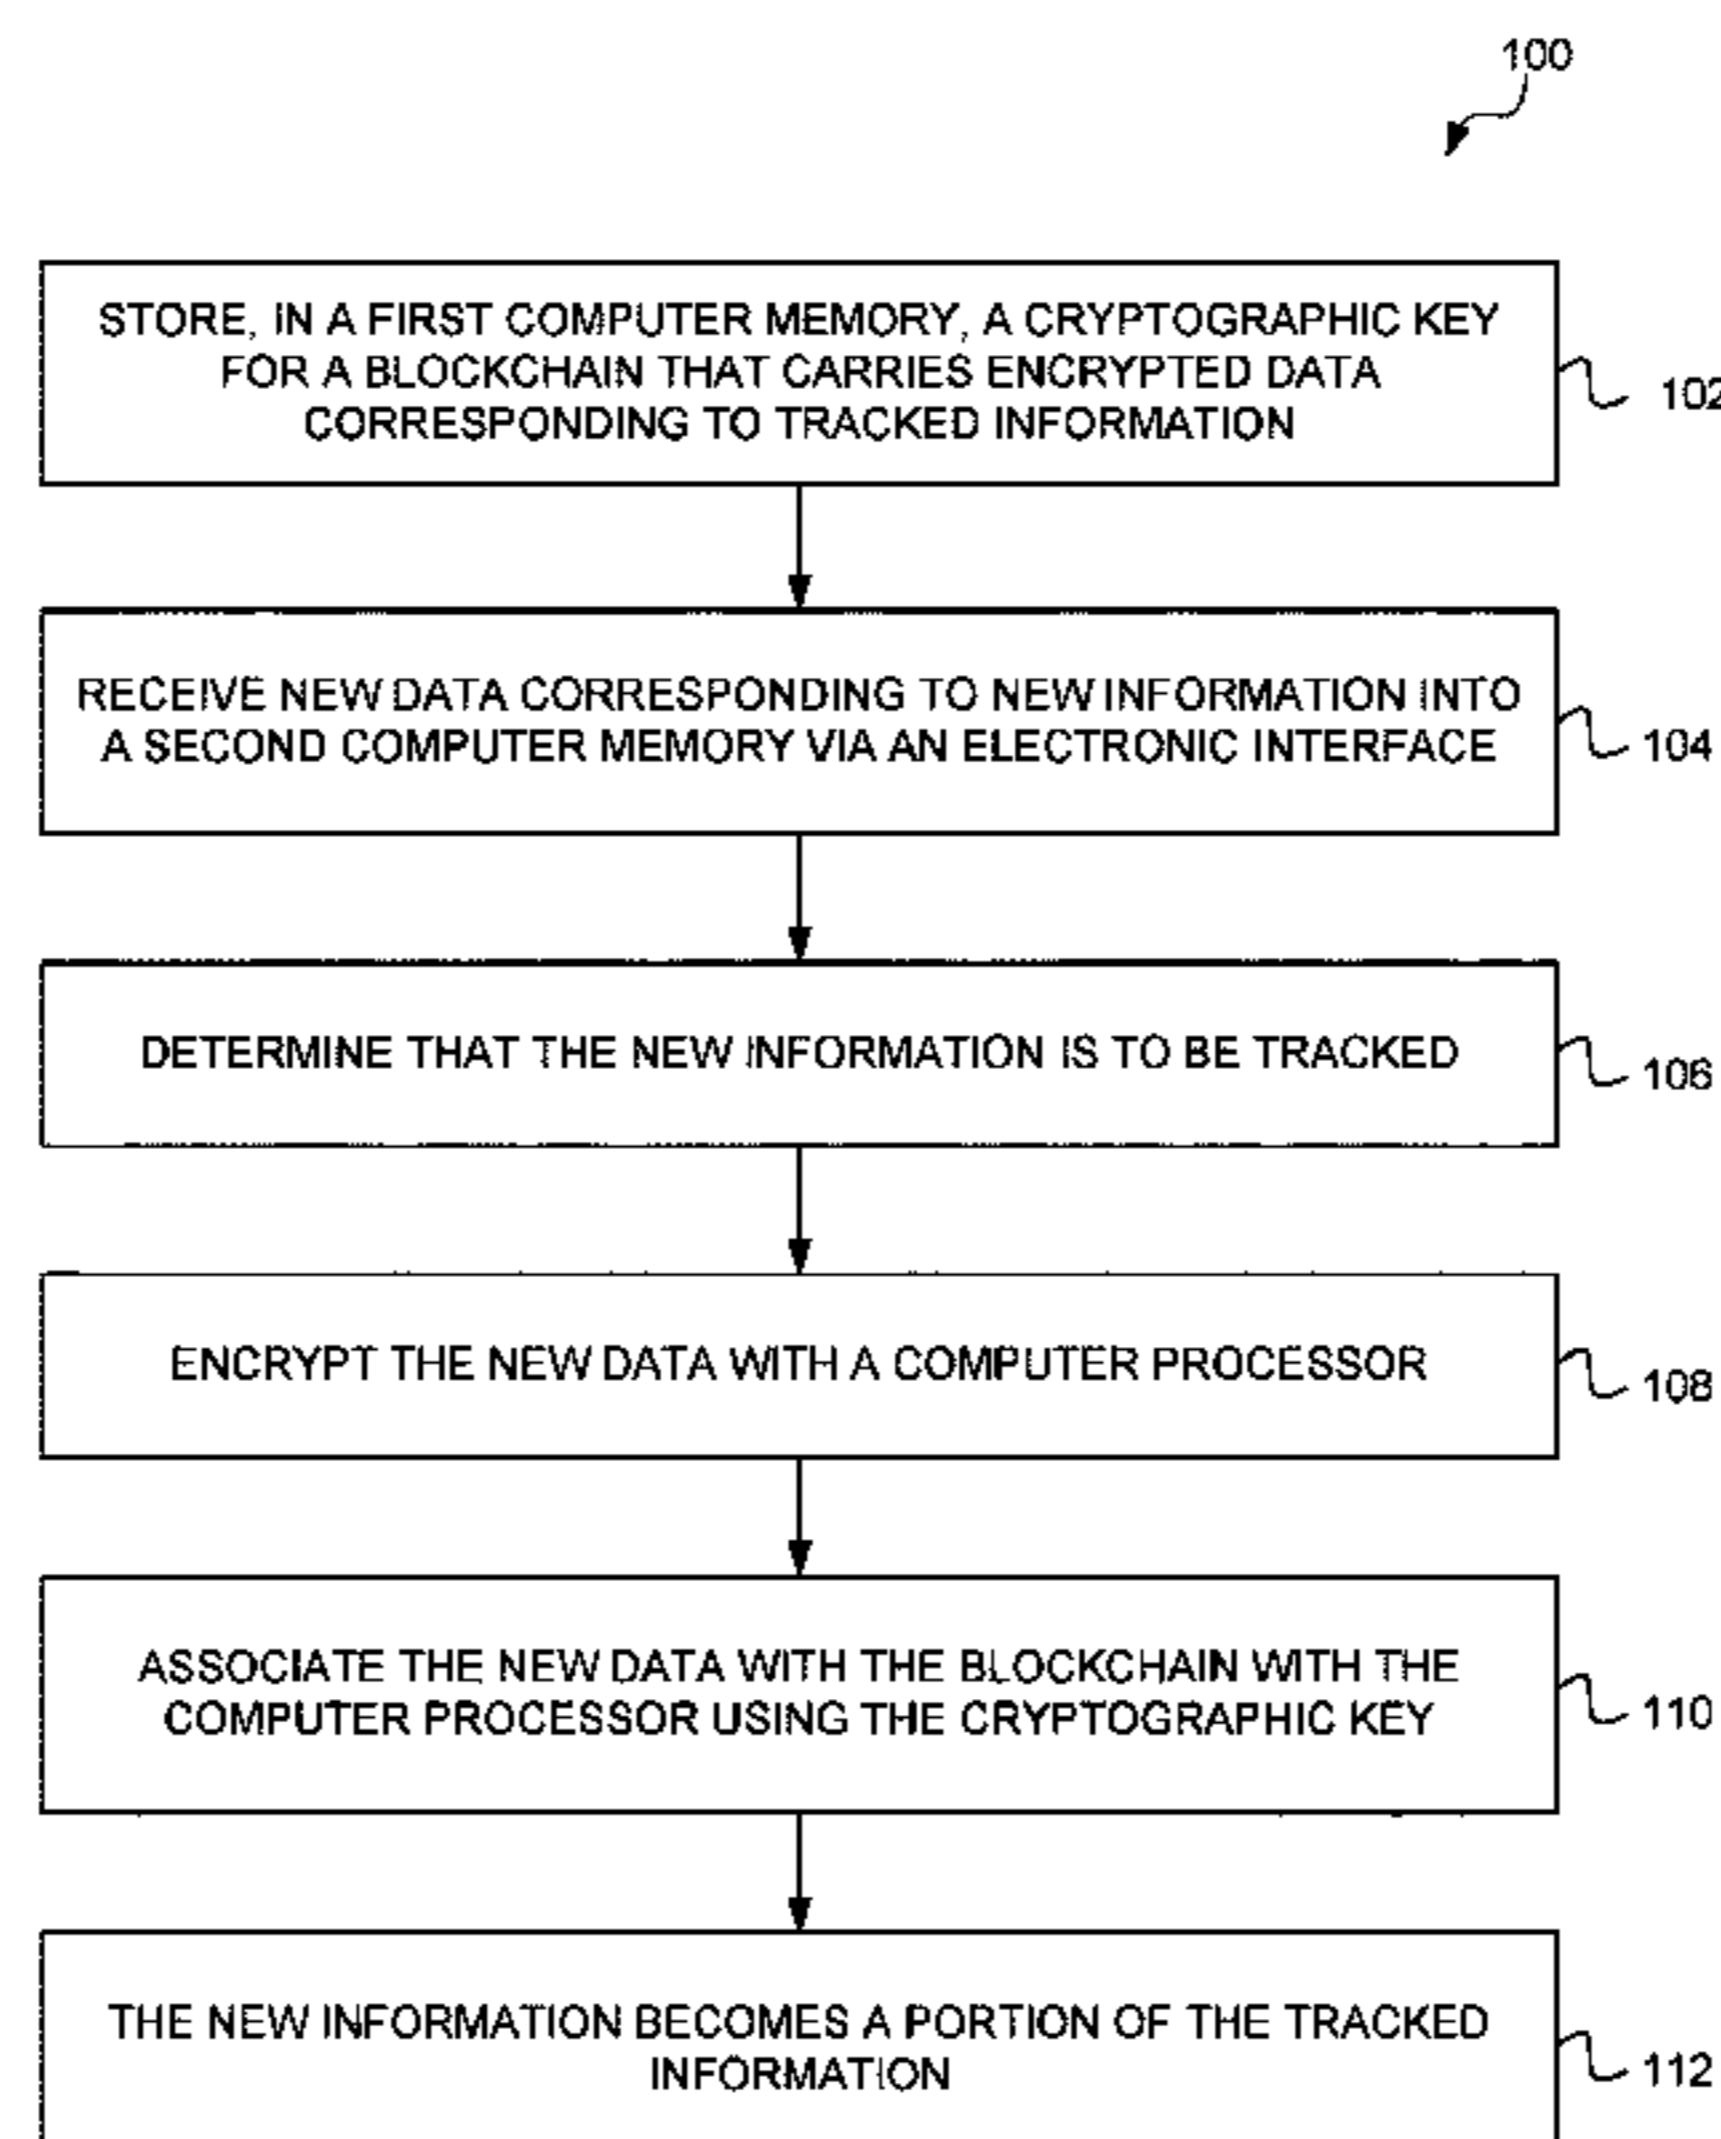 100
STORE, IN A FIRST COMPUTER MEMORY, A CRYPTOGRAPHIC KEY
FOR A BLOCKCHAIN THAT CARRIES ENCRYPTED DATA
CORRESPONDING TO TRACKED INFORMATION
102
RECEIVE NEW DATA CORRESPONDING TO NEW INFORMATION INTO
A SECOND COMPUTER MEMORY VIA AN ELECTRONIC INTERFACE
104
DETERMINE THAT THE NEW INFORMATION IS TO BE TRACKED
106
ENCRYPT THE NEW DATA WITH A COMPUTER PROCESSOR
108
ASSOCIATE THE NEW DATA WITH THE BLOCKCHAIN WITH THE
COMPUTER PROCESSOR USING THE CRYPTOGRAPHIC KEY
110
THE NEW INFORMATION BECOMES A PORTION OF THE TRACKED
INFORMATION
112